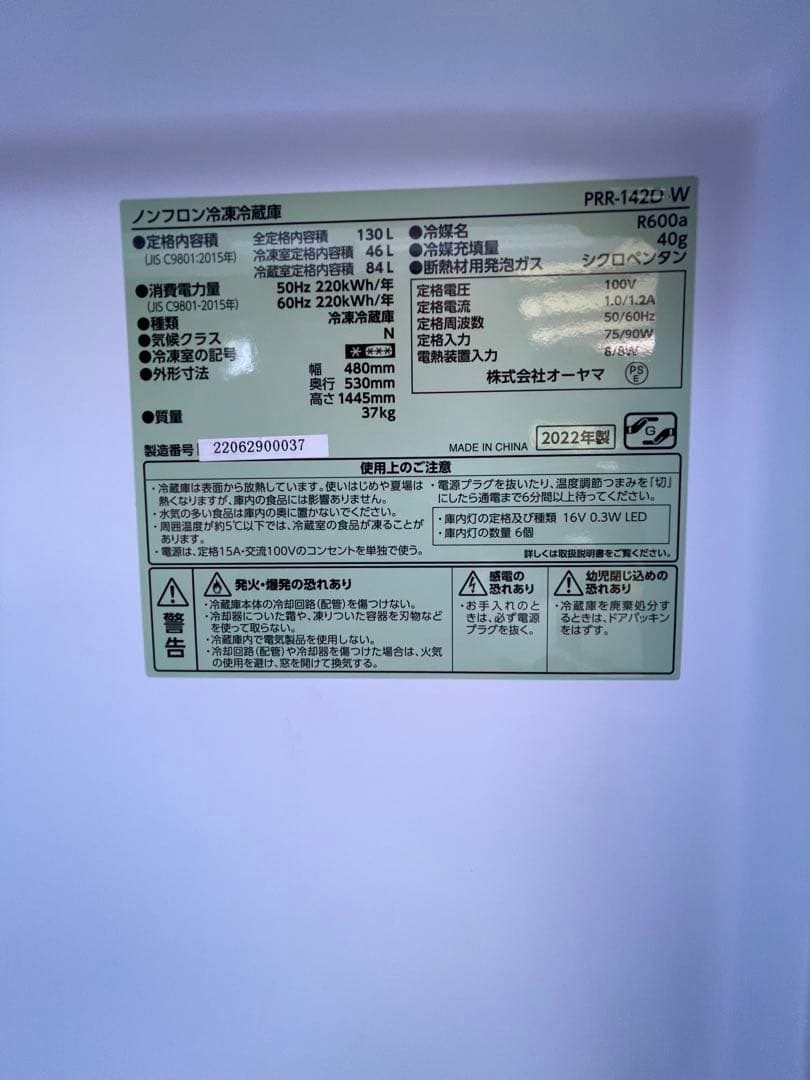 ノンフロン冷凍冷蔵庫
PRR-142D-W
●定格内容積
(JIS C9801:2015年)
全定格内容積 130 L
冷凍室定格内容積 46 L
冷蔵室定格内容積 84 L
●消費電力量
(JIS C9801-2015年)
50Hz 220kWh/年
60Hz 220kWh/年
●種類 冷凍冷蔵庫
●気候クラス N
●冷凍室の記号
●外形寸法 幅 480mm
奥行 530mm
高さ 1445mm
●質量 37kg
●冷媒名 R600a
●冷媒充填量 40g
●断熱材用発泡ガス シクロペンタン
定格電圧 100V
定格電流 1.0/1.2A
定格周波数 50/60Hz
定格入力 75/90W
電熱装置入力 8/8W
株式会社オーヤマ
PS
E
製造番号 22062900037
MADE IN CHINA
2022年製
G
使用上のご注意
・冷蔵庫は表面から放熱しています。使いはじめや夏場は
熱くなりますが、庫内の食品には影響ありません。
・水気の多い食品は庫内の奥に置かないでください。
・周囲温度が約5℃以下では、冷蔵室の食品が凍ることが
あります。
・電源は、定格15A・交流100Vのコンセントを単独で使う。
・電源プラグを抜いたり、温度調節つまみを「切」
にしたら通電まで6分間以上待ってください。
・庫内灯の定格及び種類 16V 0.3W LED
・庫内灯の数量 6個
詳しくは取扱説明書をご覧ください。
警告
発火・爆発の恐れあり
・冷蔵庫本体の冷却回路(配管)を傷つけない。
・冷却器についた霜や、凍りついた容器を刃物など
を使って取らない。
・冷蔵庫内で電気製品を使用しない。
・冷却回路(配管)や冷却器を傷つけた場合は、火気
の使用を避け、窓を開けて換気する。
感電の
恐れあり
・お手入れのと
きは、必ず電源
プラグを抜く。
幼児閉じ込めの
恐れあり
・冷蔵庫を廃棄処分す
るときは、ドアパッキン
をはずす。